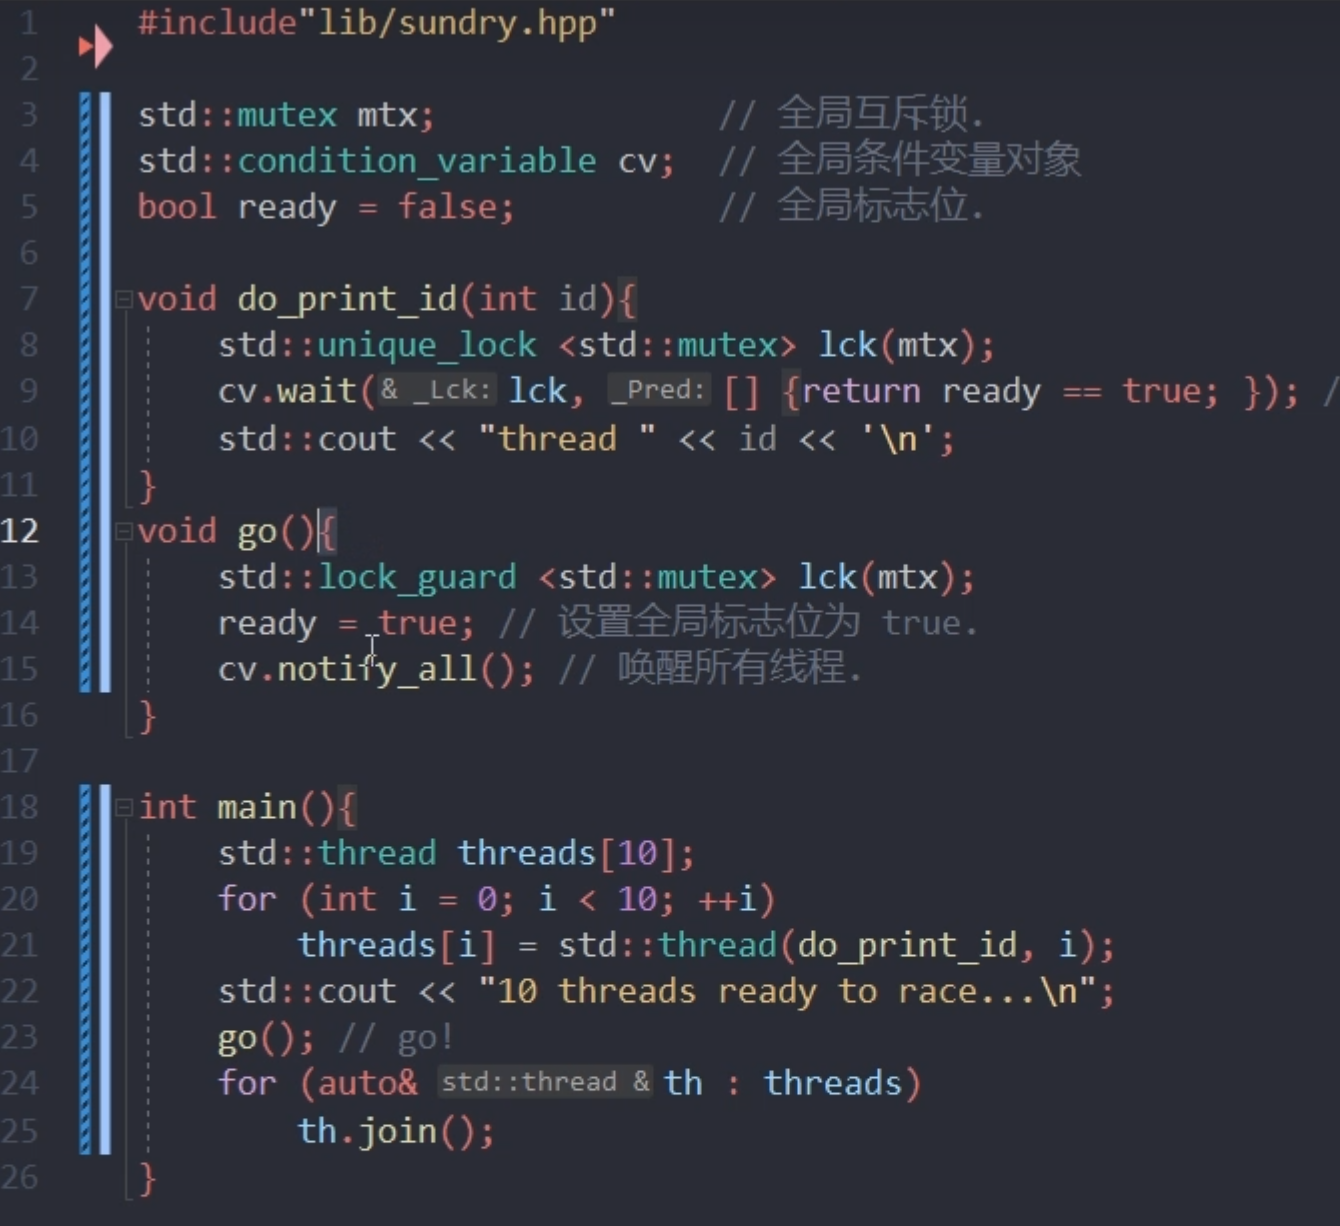 1 #include"lib/sundry.hpp"
2
3 std::mutex mtx; // 全局互斥锁.
4 std::condition_variable cv; // 全局条件变量对象
5 bool ready = false; // 全局标志位.
6
7 void do_print_id(int id){
8 std::unique_lock <std::mutex> lck(mtx);
9 cv.wait(& _Lck: lck, _Pred: [] {return ready == true; }); /
10 std::cout << "thread " << id << '\n';
11 }
12 void go(){
13 std::lock_guard <std::mutex> lck(mtx);
14 ready = true; // 设置全局标志位为 true.
15 cv.notify_all(); // 唤醒所有线程.
16 }
17
18 int main(){
19 std::thread threads[10];
20 for (int i = 0; i < 10; ++i)
21 threads[i] = std::thread(do_print_id, i);
22 std::cout << "10 threads ready to race...\n";
23 go(); // go!
24 for (auto& std::thread & th : threads)
25 th.join();
26 }